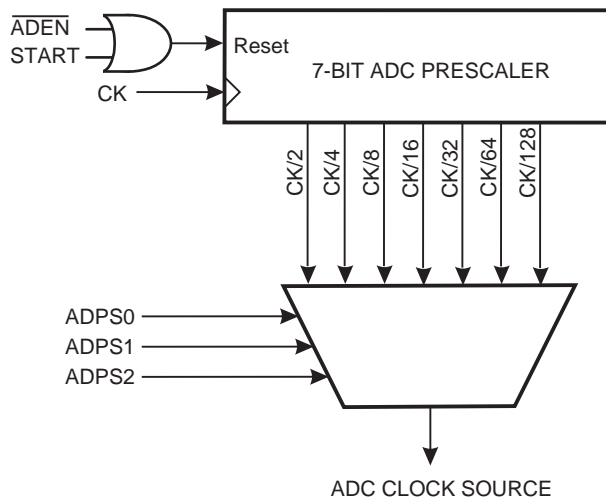 ADEN
START
Reset
7-BIT ADC PRESCALER
CK
CK/2
CK/4
CK/8
CK/16
CK/32
CK/64
CK/128
ADPS0
ADPS1
ADPS2
ADC CLOCK SOURCE